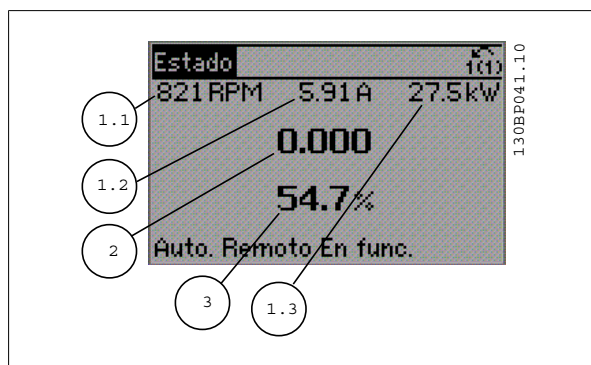 Estado
1(1)
821 RPM 5.91 A 27.5 kW
0.000
54.7%
Auto. Remoto En func.
1.1
1.2
2
3
1.3
130BP041.10